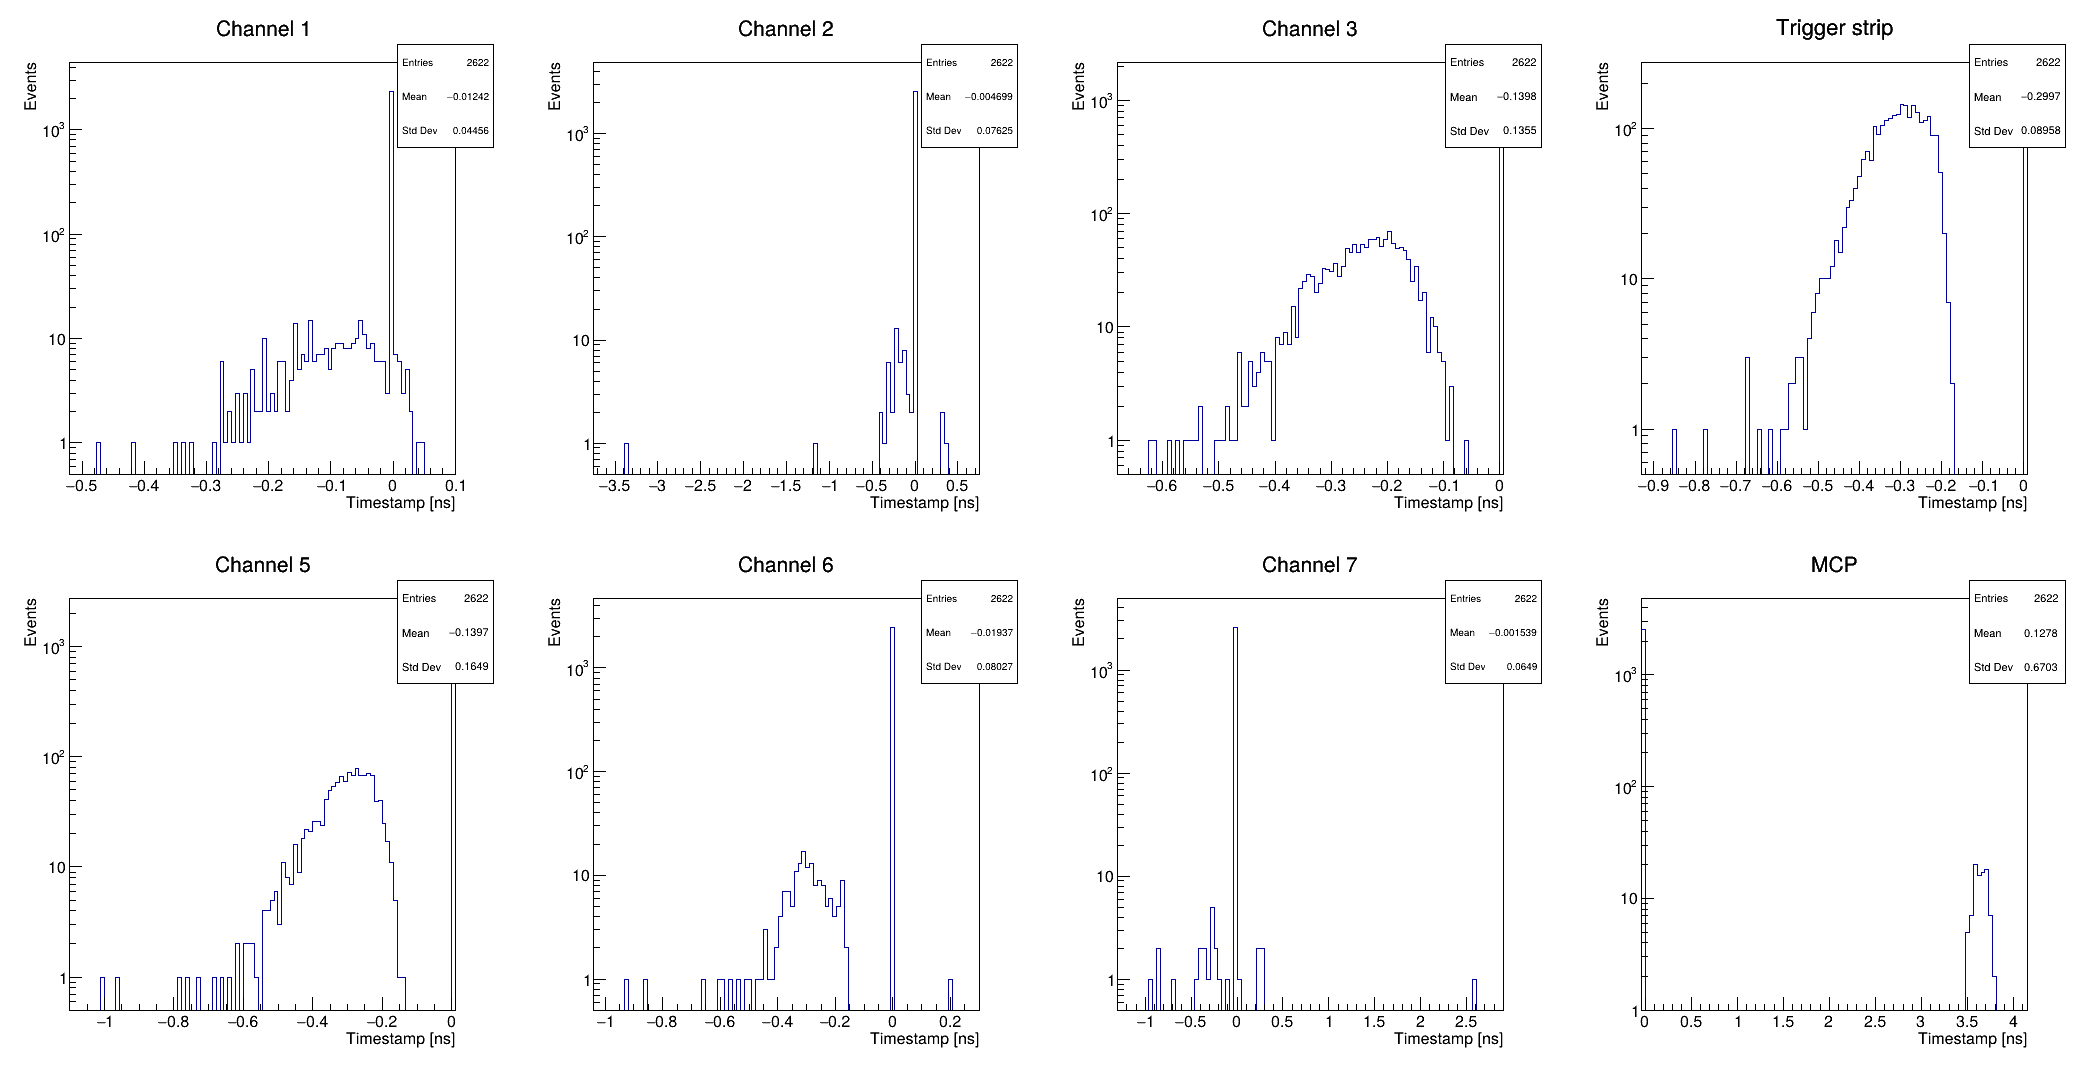 Channel 1
Events
Entries 2622
Mean −0.01242
Std Dev 0.04456
10³
10²
10
1
−0.5 −0.4 −0.3 −0.2 −0.1 0 0.1
Timestamp [ns]
Channel 2
Events
Entries 2622
Mean −0.004699
Std Dev 0.07625
10³
10²
10
1
−3.5 −3 −2.5 −2 −1.5 −1 −0.5 0 0.5
Timestamp [ns]
Channel 3
Events
Entries 2622
Mean −0.1398
Std Dev 0.1355
10³
10²
10
1
−0.6 −0.5 −0.4 −0.3 −0.2 −0.1 0
Timestamp [ns]
Trigger strip
Events
Entries 2622
Mean −0.2997
Std Dev 0.08958
10²
10
1
−0.9 −0.8 −0.7 −0.6 −0.5 −0.4 −0.3 −0.2 −0.1 0
Timestamp [ns]
Channel 5
Events
Entries 2622
Mean −0.1397
Std Dev 0.1649
10³
10²
10
1
−1 −0.8 −0.6 −0.4 −0.2 0
Timestamp [ns]
Channel 6
Events
Entries 2622
Mean −0.01937
Std Dev 0.08027
10³
10²
10
1
−1 −0.8 −0.6 −0.4 −0.2 0 0.2
Timestamp [ns]
Channel 7
Events
Entries 2622
Mean −0.001539
Std Dev 0.0649
10³
10²
10
1
−1 −0.5 0 0.5 1 1.5 2 2.5
Timestamp [ns]
MCP
Events
Entries 2622
Mean 0.1278
Std Dev 0.6703
10³
10²
10
1
0 0.5 1 1.5 2 2.5 3 3.5 4
Timestamp [ns]